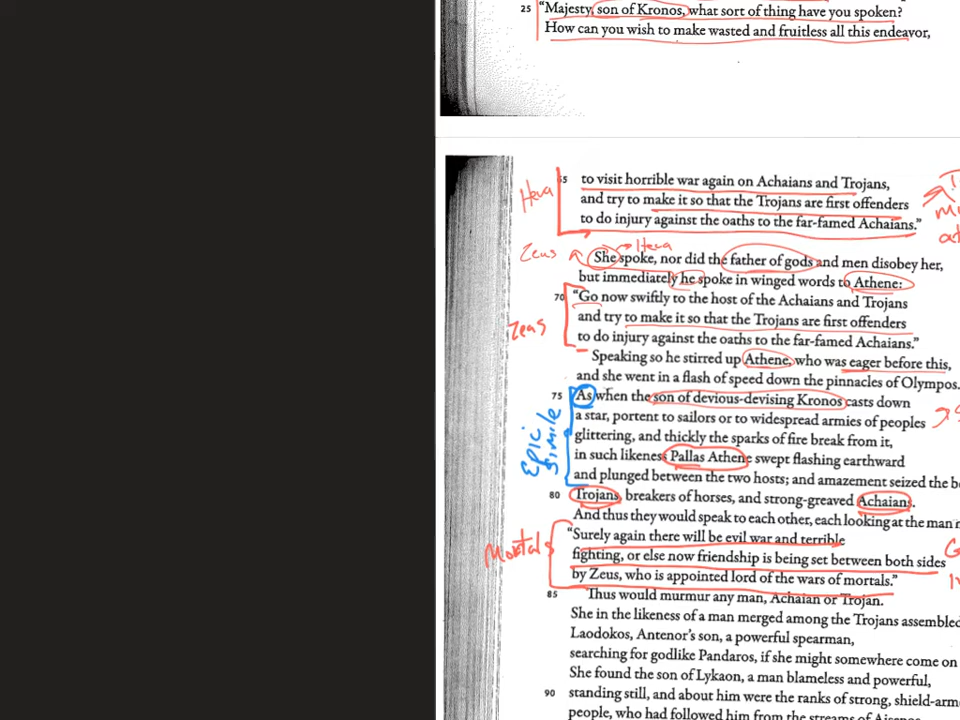 25 "Majesty, son of Kronos, what sort of thing have you spoken?
How can you wish to make wasted and fruitless all this endeavor,
Hera
to visit horrible war again on Achaians and Trojans,
and try to make it so that the Trojans are first offenders
to do injury against the oaths to the far-famed Achaians."
Zeus
Hera
She spoke, nor did the father of gods and men disobey her,
but immediately he spoke in winged words to Athene:
70 "Go now swiftly to the host of the Achaians and Trojans
Zeus
and try to make it so that the Trojans are first offenders
to do injury against the oaths to the far-famed Achaians."
Speaking so he stirred up Athene, who was eager before this,
and she went in a flash of speed down the pinnacles of Olympos.
75 As when the son of devious-devising Kronos casts down
Epic Simile
a star, portent to sailors or to widespread armies of peoples
glittering, and thickly the sparks of fire break from it,
in such likeness Pallas Athene swept flashing earthward
and plunged between the two hosts; and amazement seized the
80 Trojans, breakers of horses, and strong-greaved Achaians.
And thus they would speak to each other, each looking at the man
Mortals
"Surely again there will be evil war and terrible
fighting, or else now friendship is being set between both sides
by Zeus, who is appointed lord of the wars of mortals."
85 Thus would murmur any man, Achaian or Trojan.
She in the likeness of a man merged among the Trojans assembled
Laodokos, Antenor's son, a powerful spearman,
searching for godlike Pandaros, if she might somewhere come on
She found the son of Lykaon, a man blameless and powerful,
90 standing still, and about him were the ranks of strong, shield-arm
people, who had followed him from the streams of